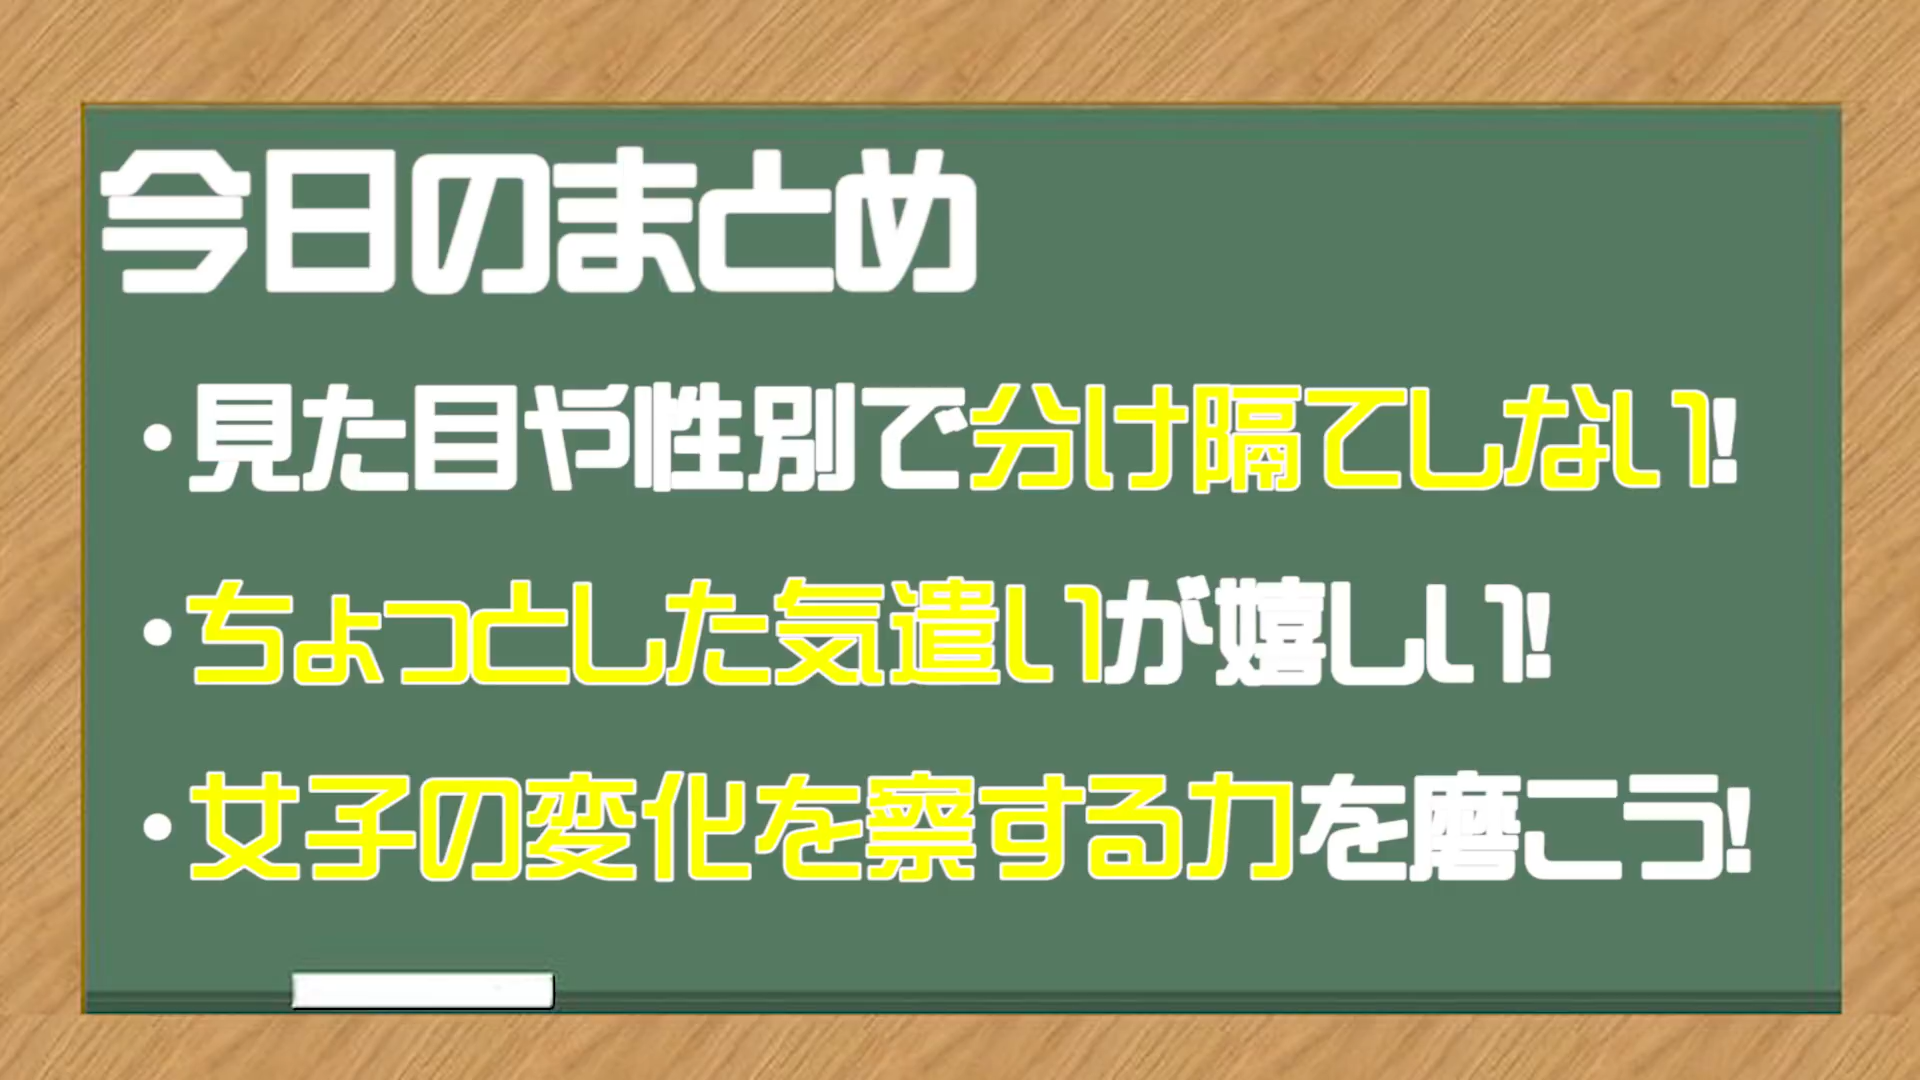 今日のまとめ
・見た目や性別で分け隔てしない!
・ちょっとした気遣いが嬉しい!
・女子の変化を察する力を磨こう!